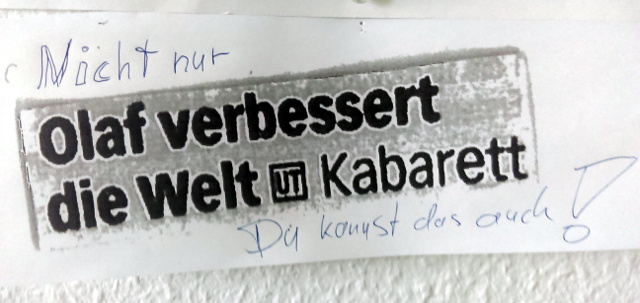 Nicht nur
Olaf verbessert
die Welt UT Kabarett
Du kannst das auch!